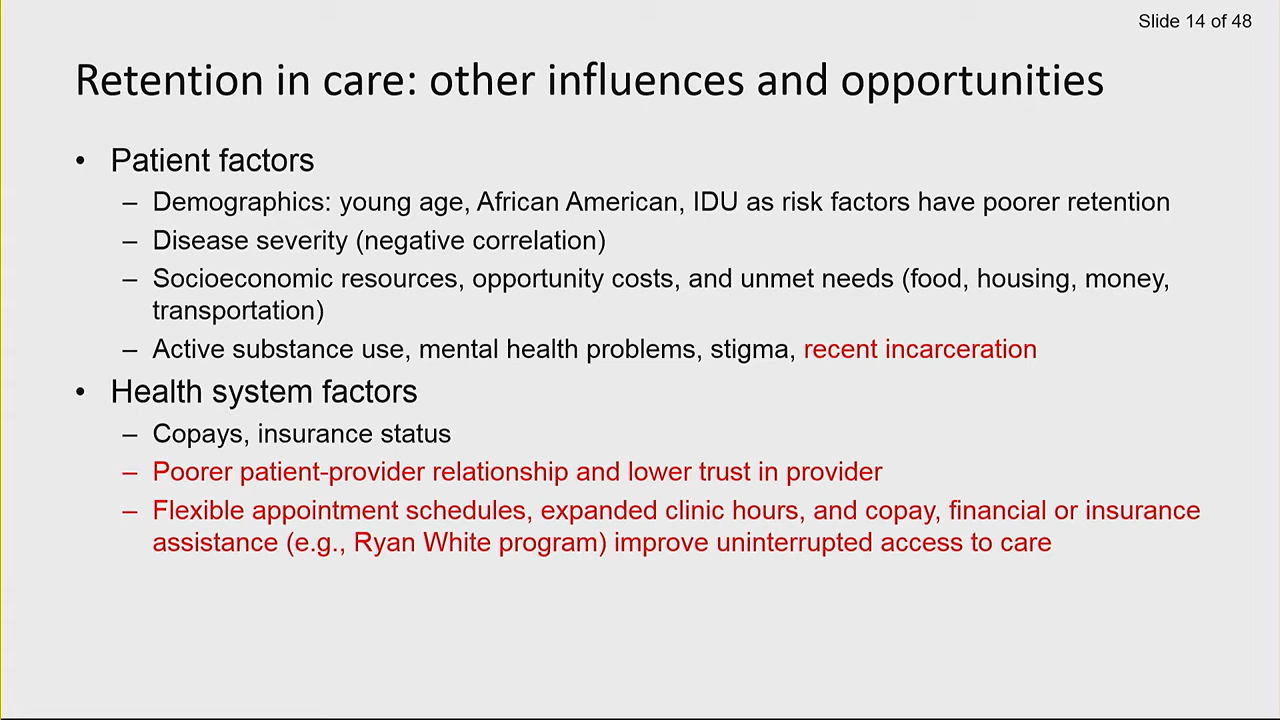 Slide 14 of 48
Retention in care: other influences and opportunities
• Patient factors
– Demographics: young age, African American, IDU as risk factors have poorer retention
– Disease severity (negative correlation)
– Socioeconomic resources, opportunity costs, and unmet needs (food, housing, money,
transportation)
– Active substance use, mental health problems, stigma, recent incarceration
• Health system factors
– Copays, insurance status
– Poorer patient-provider relationship and lower trust in provider
– Flexible appointment schedules, expanded clinic hours, and copay, financial or insurance
assistance (e.g., Ryan White program) improve uninterrupted access to care